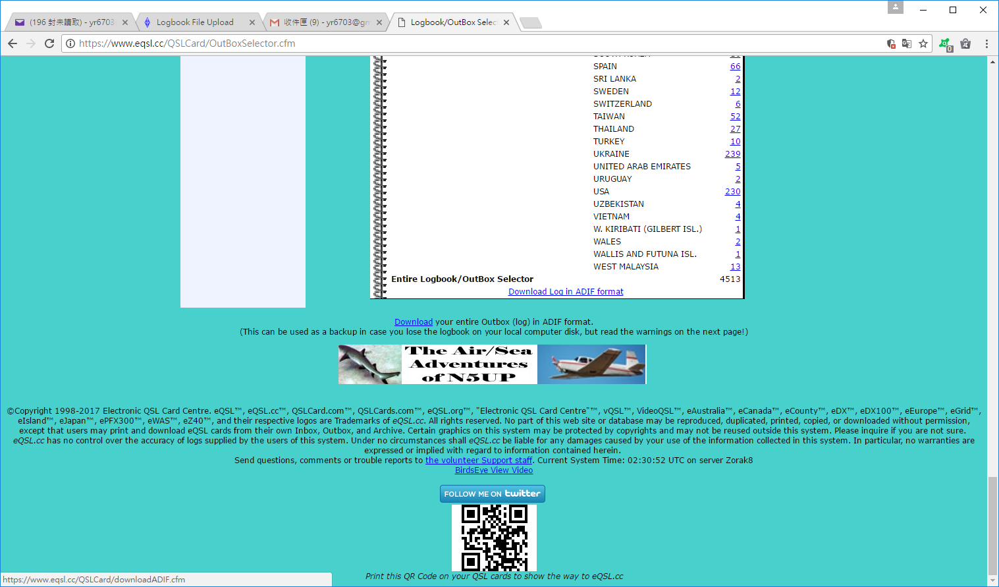 (196 封未讀取) - yr6703
Logbook File Upload
收件匣 (9) - yr6703@gm
Logbook/OutBox Selec
https://www.eqsl.cc/QSLCard/OutBoxSelector.cfm
0
SPAIN 66
SRI LANKA 2
SWEDEN 12
SWITZERLAND 6
TAIWAN 52
THAILAND 27
TURKEY 10
UKRAINE 239
UNITED ARAB EMIRATES 5
URUGUAY 2
USA 230
UZBEKISTAN 4
VIETNAM 4
W. KIRIBATI (GILBERT ISL.) 1
WALES 2
WALLIS AND FUTUNA ISL. 1
WEST MALAYSIA 13
Entire Logbook/OutBox Selector 4513
Download Log in ADIF format
Download your entire Outbox (log) in ADIF format.
(This can be used as a backup in case you lose the logbook on your local computer disk, but read the warnings on the next page!)
The Air/Sea
Adventures
of N5UP
©Copyright 1998-2017 Electronic QSL Card Centre. eQSL™, eQSL.cc™, QSLCard.com™, QSLCards.com™, eQSL.org™, "Electronic QSL Card Centre"™, vQSL™, VideoQSL™, eAustralia™, eCanada™, eCounty™, eDX™, eDX100™, eEurope™, eGrid™,
eIsland™, eJapan™, ePFX300™, eWAS™, eZ40™, and their respective logos are Trademarks of eQSL.cc. All rights reserved. No part of this web site or database may be reproduced, duplicated, printed, copied, or downloaded without permission,
except that users may print and download eQSL cards from their own Inbox, Outbox, and Archive. Certain graphics on this system may be protected by copyrights and may not be reused outside this system. Please inquire if you are not sure.
eQSL.cc has no control over the accuracy of logs supplied by the users of this system. Under no circumstances shall eQSL.cc be liable for any damages caused by your use of the information collected in this system. In particular, no warranties are
expressed or implied with regard to information contained herein.
Send questions, comments or trouble reports to the volunteer Support staff. Current System Time: 02:30:52 UTC on server Zorak8
BirdsEye View Video
FOLLOW ME ON twitter
Print this QR Code on your QSL cards to show the way to eQSL.cc
https://www.eqsl.cc/QSLCard/downloadADIF.cfm